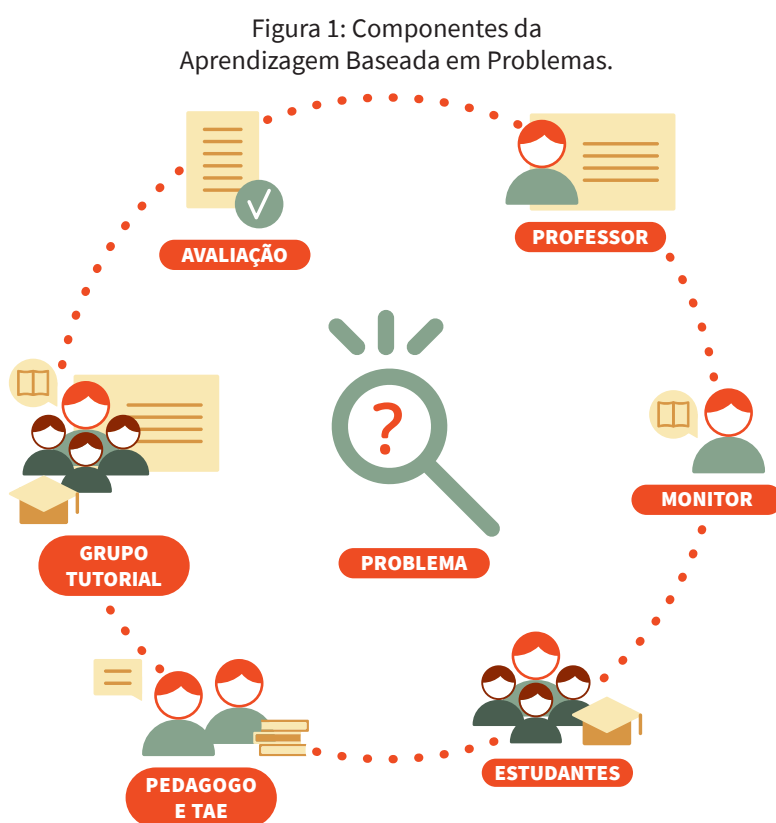 Figura 1: Componentes da
Aprendizagem Baseada em Problemas.
AVALIAÇÃO
PROFESSOR
?
MONITOR
GRUPO
TUTORIAL
PROBLEMA
ESTUDANTES
PEDAGOGO
E TAE